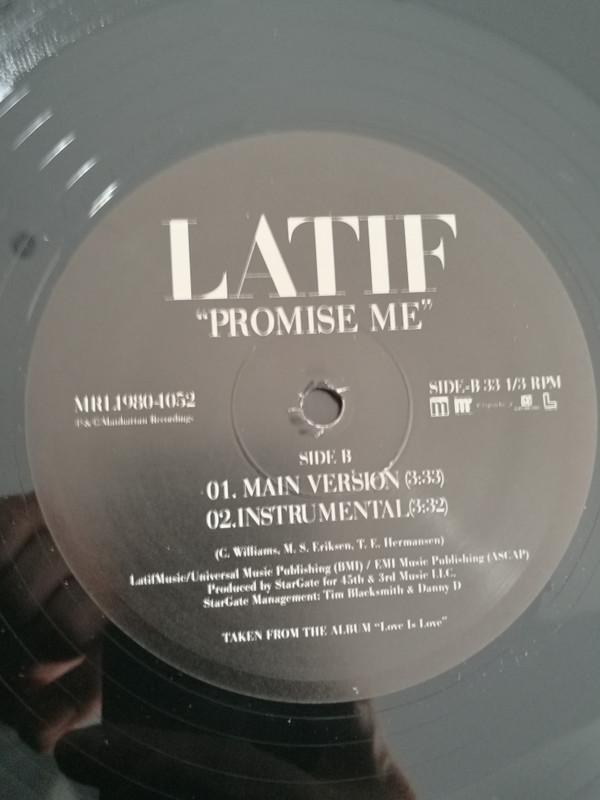 LATIF
“PROMISE ME”
MRL1980-4052
℗&©Manhattan Recordings
SIDE-B 33 1/3 RPM
SIDE B
01. MAIN VERSION (3:33)
02.INSTRUMENTAL(3:32)
(C. Williams, M. S. Eriksen, T. E. Hermansen)
LatifMusic/Universal Music Publishing (BMI) / EMI Music Publishing (ASCAP)
Produced by StarGate for 45th & 3rd Music LLC.
StarGate Management: Tim Blacksmith & Danny D
TAKEN FROM THE ALBUM “Love Is Love”